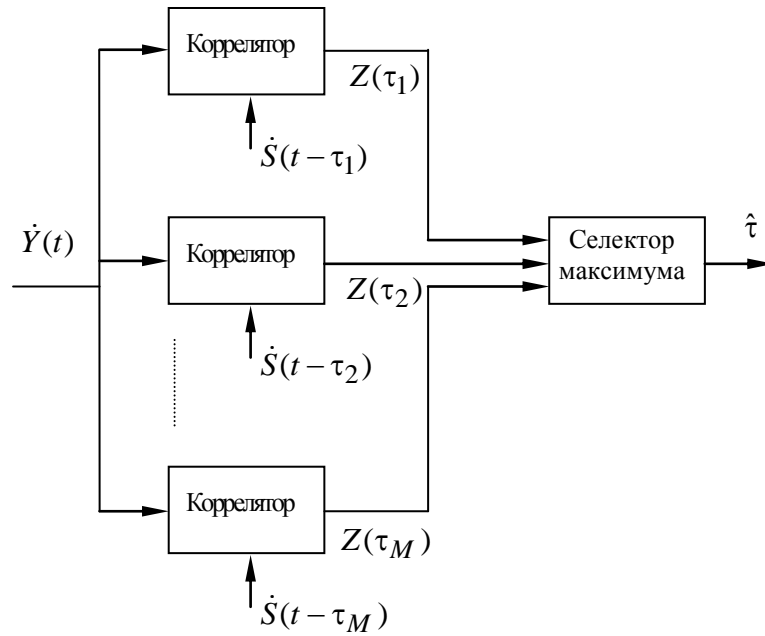 Коррелятор
Z(τ₁)
Ṡ(t − τ₁)
Ẏ(t)
Коррелятор
Z(τ₂)
Ṡ(t − τ₂)
Селектор
максимума
τ̂
Коррелятор
Z(τ_M)
Ṡ(t − τ_M)